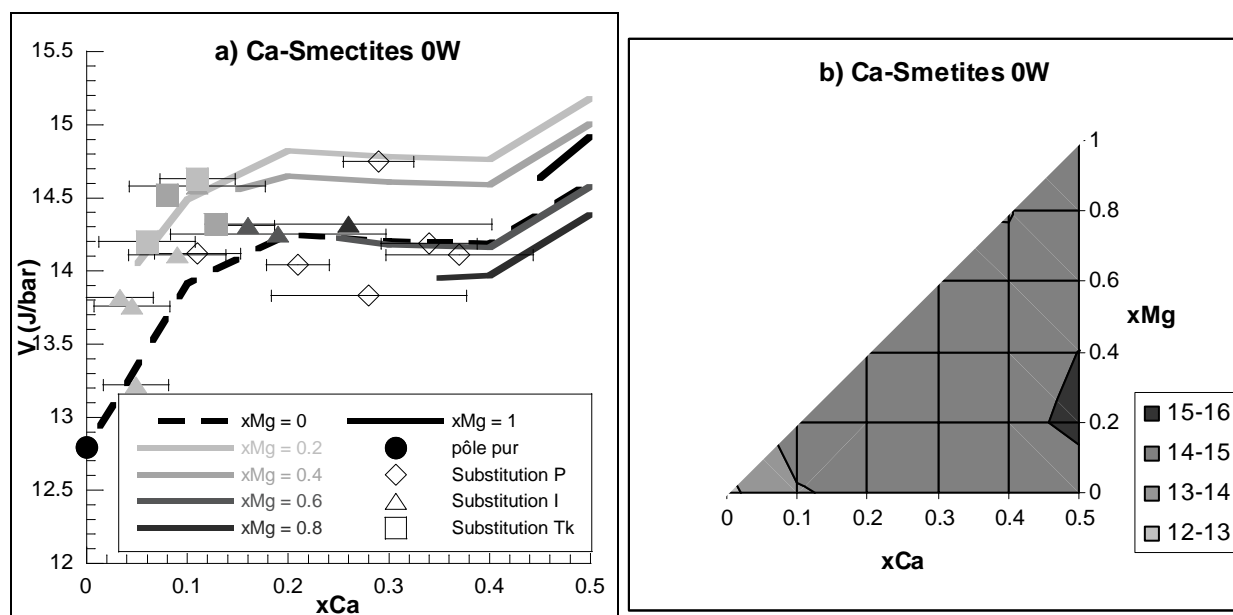 a) Ca-Smectites 0W
15.5
15
14.5
14
13.5
13
12.5
12
V (J/bar)
xMg = 0
xMg = 0.2
xMg = 0.4
xMg = 0.6
xMg = 0.8
xMg = 1
pôle pur
Substitution P
Substitution I
Substitution Tk
0 0.1 0.2 0.3 0.4 0.5
xCa
b) Ca-Smetites 0W
1
0.8
0.6
xMg
0.4
0.2
0
0 0.1 0.2 0.3 0.4 0.5
xCa
15-16
14-15
13-14
12-13